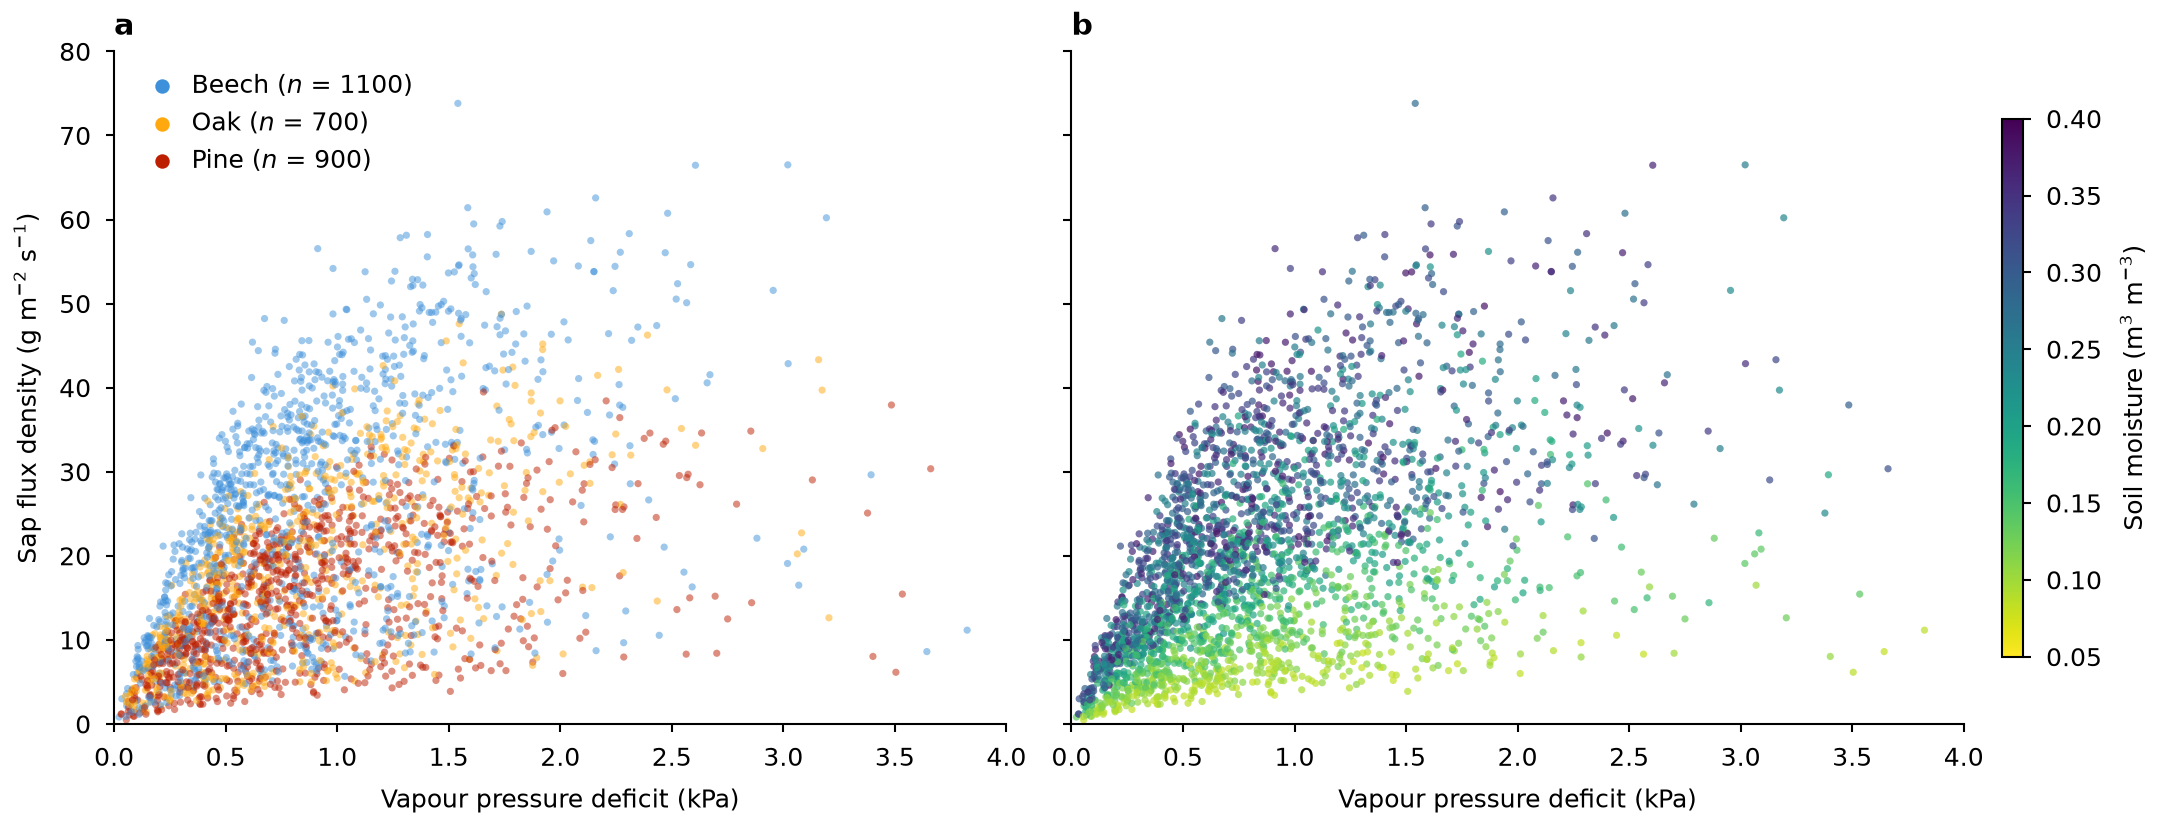 a
80
70
60
50
40
30
20
10
0
Sap flux density (g m⁻² s⁻¹)
Beech (n = 1100)
Oak (n = 700)
Pine (n = 900)
0.0 0.5 1.0 1.5 2.0 2.5 3.0 3.5 4.0
Vapour pressure deficit (kPa)
b
0.0 0.5 1.0 1.5 2.0 2.5 3.0 3.5 4.0
Vapour pressure deficit (kPa)
0.40
0.35
0.30
0.25
0.20
0.15
0.10
0.05
Soil moisture (m³ m⁻³)